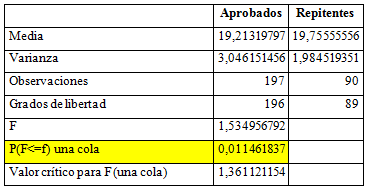 Aprobados Repitentes
Media 19,21319797 19,75555556
Varianza 3,046151456 1,984519351
Observaciones 197 90
Grados de libertad 196 89
F 1,534956792
P(F<=f) una cola 0,011461837
Valor crítico para F (una cola) 1,361121154